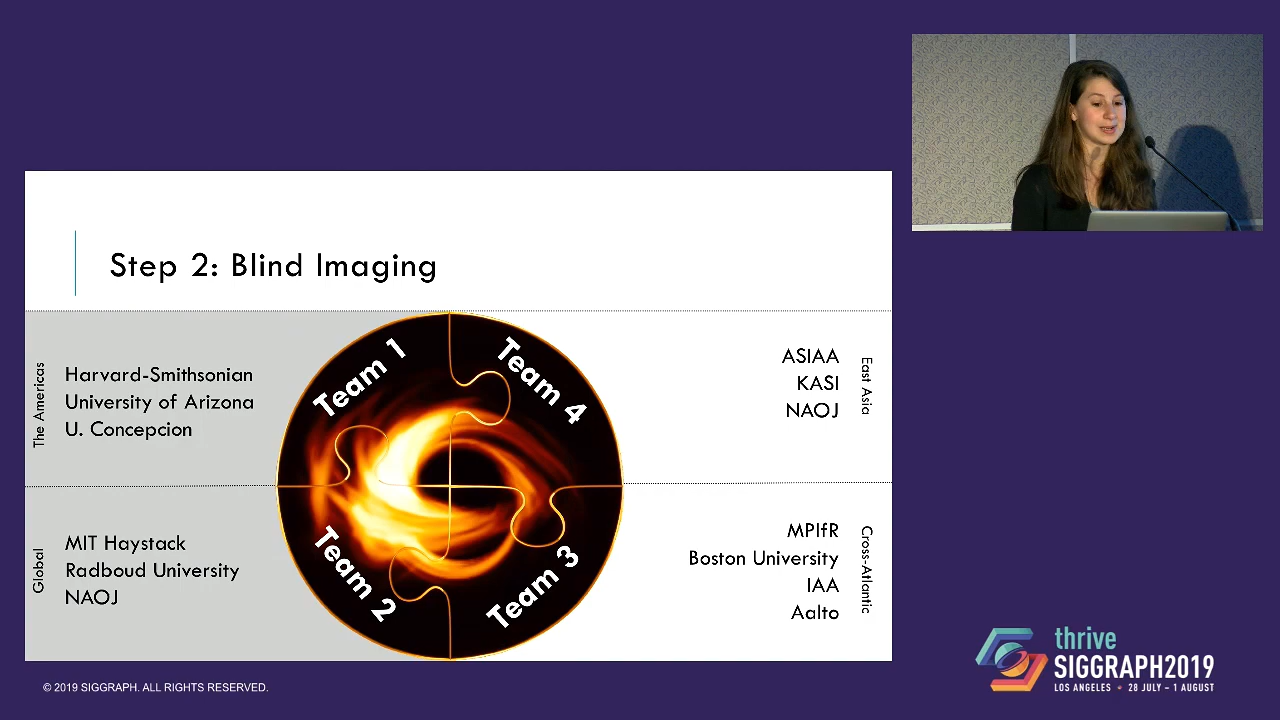 Step 2: Blind Imaging
The Americas
Harvard-Smithsonian
University of Arizona
U. Concepcion
Team 1
Team 4
ASIAA
KASI
NAOJ
East Asia
Global
MIT Haystack
Radboud University
NAOJ
Team 2
Team 3
MPIfR
Boston University
IAA
Aalto
Cross-Atlantic
thrive
SIGGRAPH2019
LOS ANGELES • 28 JULY – 1 AUGUST
© 2019 SIGGRAPH. ALL RIGHTS RESERVED.